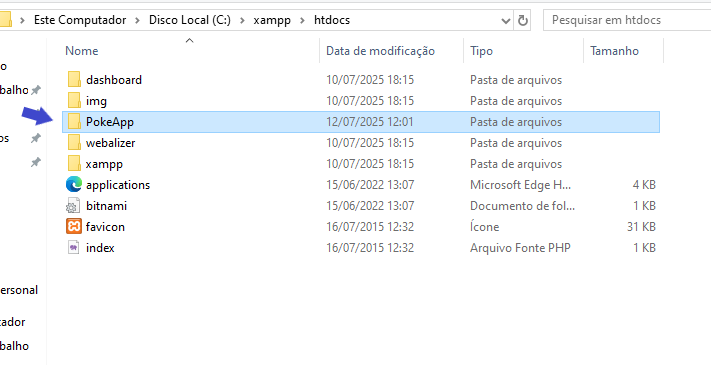 Este Computador > Disco Local (C:) > xampp > htdocs
Pesquisar em htdocs
Nome Data de modificação Tipo Tamanho
dashboard 10/07/2025 18:15 Pasta de arquivos
img 10/07/2025 18:15 Pasta de arquivos
PokeApp 12/07/2025 12:01 Pasta de arquivos
webalizer 10/07/2025 18:15 Pasta de arquivos
xampp 10/07/2025 18:15 Pasta de arquivos
applications 15/06/2022 13:07 Microsoft Edge H... 4 KB
bitnami 15/06/2022 13:07 Documento de fol... 1 KB
favicon 16/07/2015 12:32 Ícone 31 KB
index 16/07/2015 12:32 Arquivo Fonte PHP 1 KB
o
abalho
os
ersonal
tador
abalho